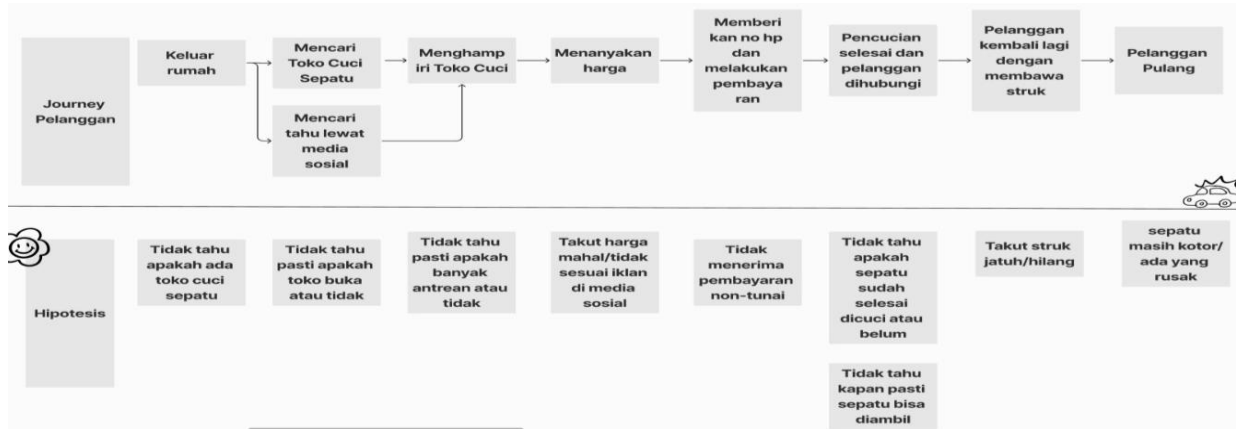 Journey
Pelanggan
Keluar
rumah
Mencari
Toko Cuci
Sepatu
Mencari
tahu lewat
media
sosial
Menghamp
iri Toko Cuci
Menanyakan
harga
Memberi
kan no hp
dan
melakukan
pembaya
ran
Pencucian
selesai dan
pelanggan
dihubungi
Pelanggan
kembali lagi
dengan
membawa
struk
Pelanggan
Pulang
Hipotesis
Tidak tahu
apakah ada
toko cuci
sepatu
Tidak tahu
pasti apakah
toko buka
atau tidak
Tidak tahu
pasti apakah
banyak
antrean atau
tidak
Takut harga
mahal/tidak
sesuai iklan
di media
sosial
Tidak
menerima
pembayaran
non-tunai
Tidak tahu
apakah
sepatu
sudah
selesai
dicuci atau
belum
Tidak tahu
kapan pasti
sepatu bisa
diambil
Takut struk
jatuh/hilang
sepatu
masih kotor/
ada yang
rusak